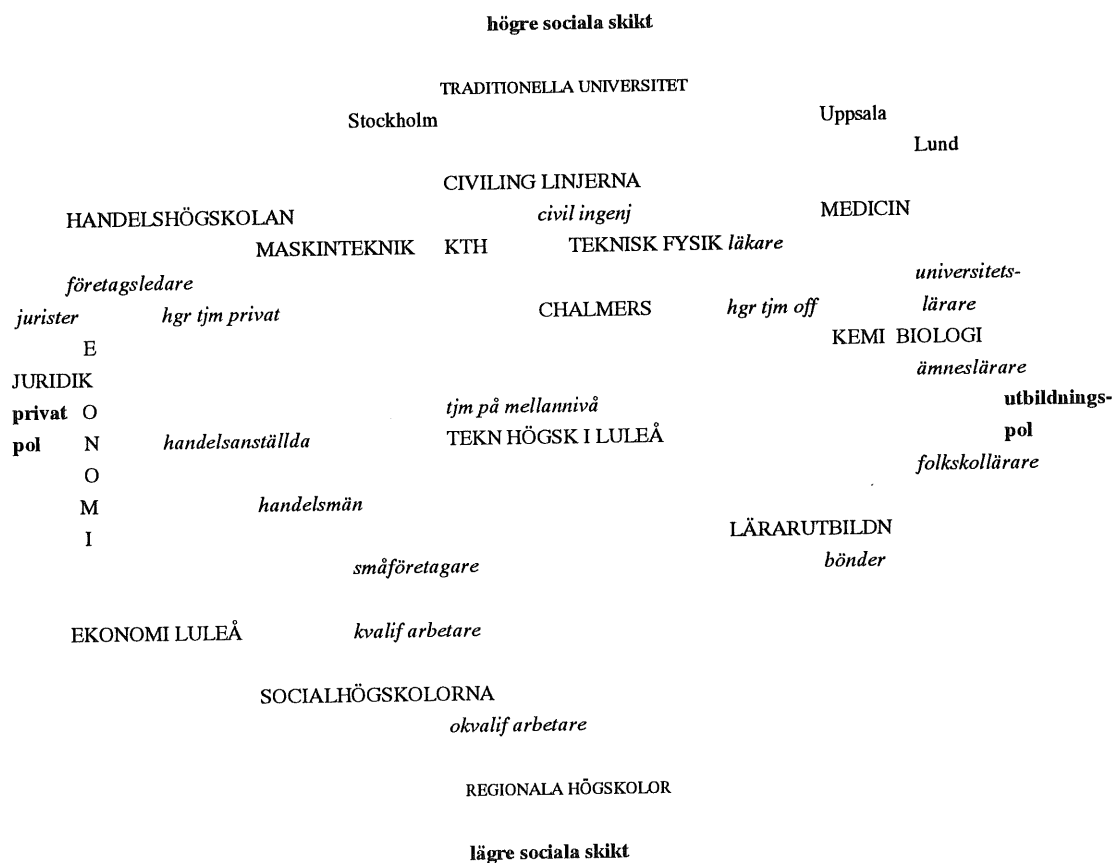 högre sociala skikt
TRADITIONELLA UNIVERSITET
Stockholm Uppsala
Lund
CIVILING LINJERNA
HANDELSHÖGSKOLAN civil ingenj MEDICIN
MASKINTEKNIK KTH TEKNISK FYSIK läkare
företagsledare universitets-
jurister hgr tjm privat CHALMERS hgr tjm off lärare
E KEMI BIOLOGI
JURIDIK ämneslärare
privat O tjm på mellannivå utbildnings-
pol N handelsanställda TEKN HÖGSK I LULEÅ pol
O folkskollärare
M handelsmän
I LÄRARUTBILDN
småföretagare bönder
EKONOMI LULEÅ kvalif arbetare
SOCIALHÖGSKOLORNA
okvalif arbetare
REGIONALA HÖGSKOLOR
lägre sociala skikt